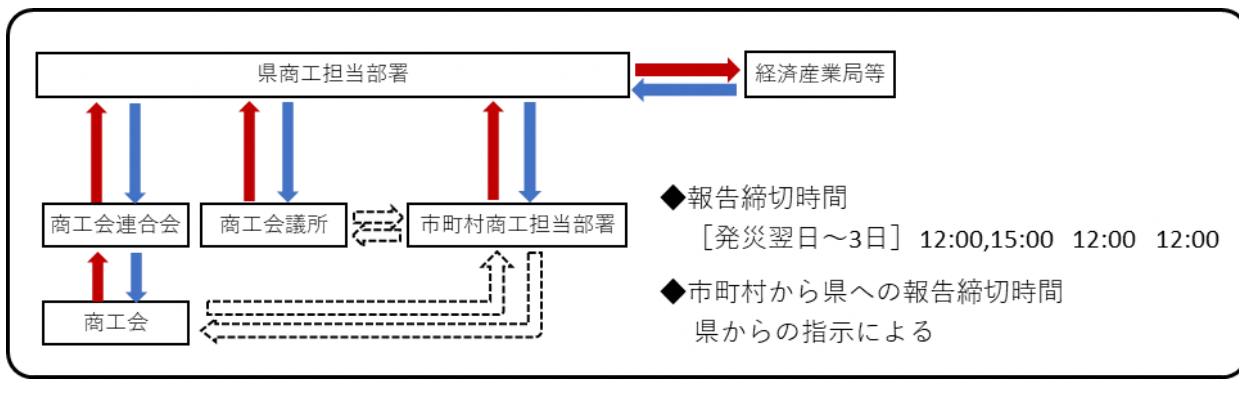 県商工担当部署
経済産業局等
商工会連合会
商工会議所
市町村商工担当部署
商工会
◆報告締切時間
［発災翌日～3日］ 12:00,15:00 12:00 12:00
◆市町村から県への報告締切時間
県からの指示による